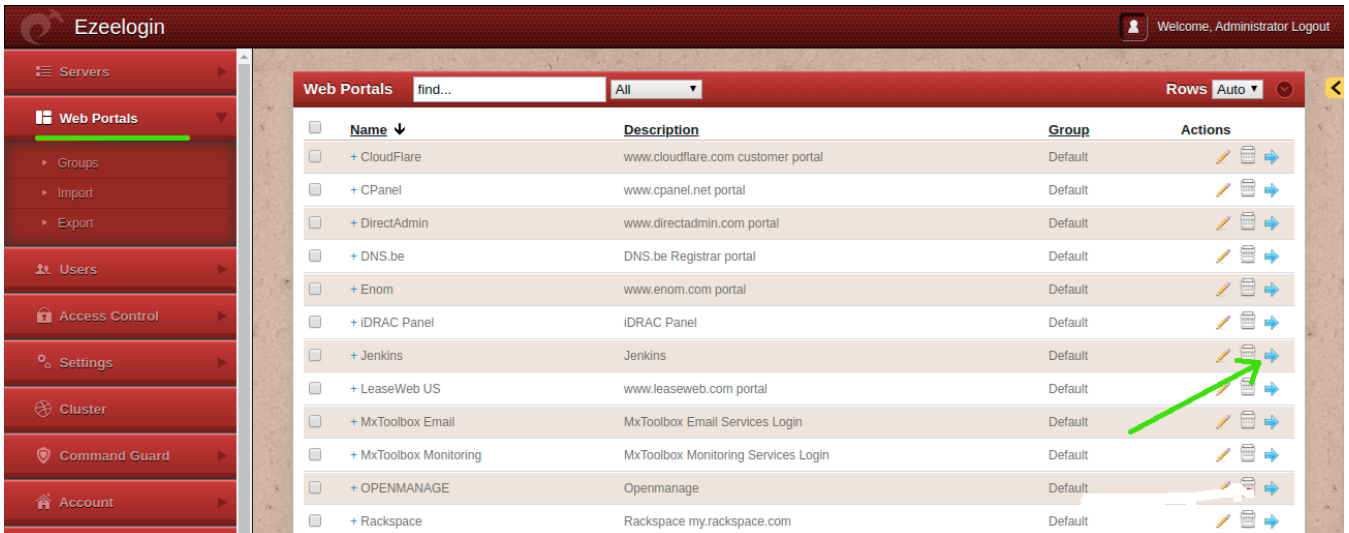 Ezeelogin
Welcome, Administrator Logout
Servers
Web Portals
Groups
Import
Export
Users
Access Control
Settings
Cluster
Command Guard
Account
Web Portals find... All Rows Auto
Name Description Group Actions
+ CloudFlare www.cloudflare.com customer portal Default
+ CPanel www.cpanel.net portal Default
+ DirectAdmin www.directadmin.com portal Default
+ DNS.be DNS.be Registrar portal Default
+ Enom www.enom.com portal Default
+ iDRAC Panel iDRAC Panel Default
+ Jenkins Jenkins Default
+ LeaseWeb US www.leaseweb.com portal Default
+ MxToolbox Email MxToolbox Email Services Login Default
+ MxToolbox Monitoring MxToolbox Monitoring Services Login Default
+ OPENMANAGE Openmanage Default
+ Rackspace Rackspace my.rackspace.com Default